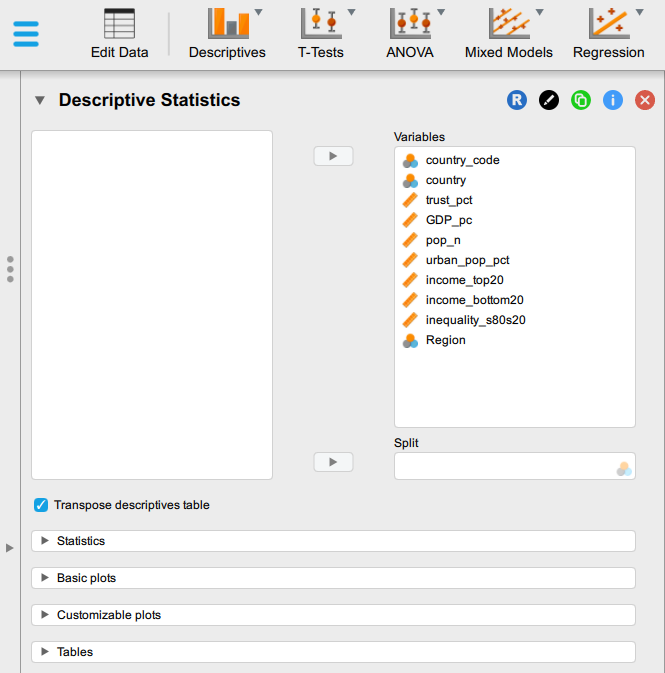 Edit Data
Descriptives
T-Tests
ANOVA
Mixed Models
Regression
Descriptive Statistics
R
i
Variables
country_code
country
trust_pct
GDP_pc
pop_n
urban_pop_pct
income_top20
income_bottom20
inequality_s80s20
Region
Split
Transpose descriptives table
Statistics
Basic plots
Customizable plots
Tables